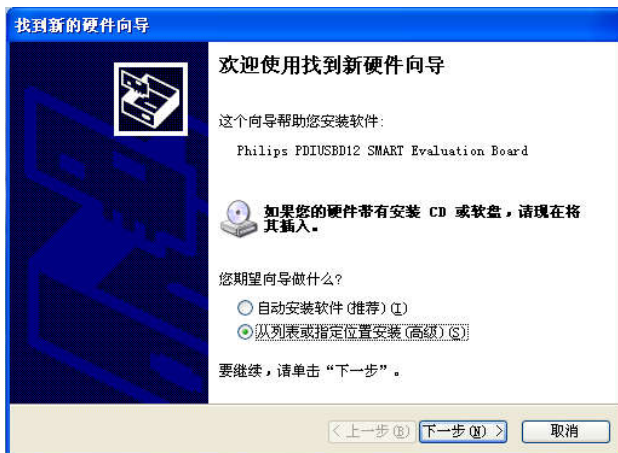 找到新的硬件向导
欢迎使用找到新硬件向导
这个向导帮助您安装软件:
Philips PDIUSBD12 SMART Evaluation Board
如果您的硬件带有安装 CD 或软盘，请现在将
其插入。
您期望向导做什么?
自动安装软件(推荐)(I)
从列表或指定位置安装(高级)(S)
要继续，请单击“下一步”。
< 上一步(B)
下一步(N) >
取消